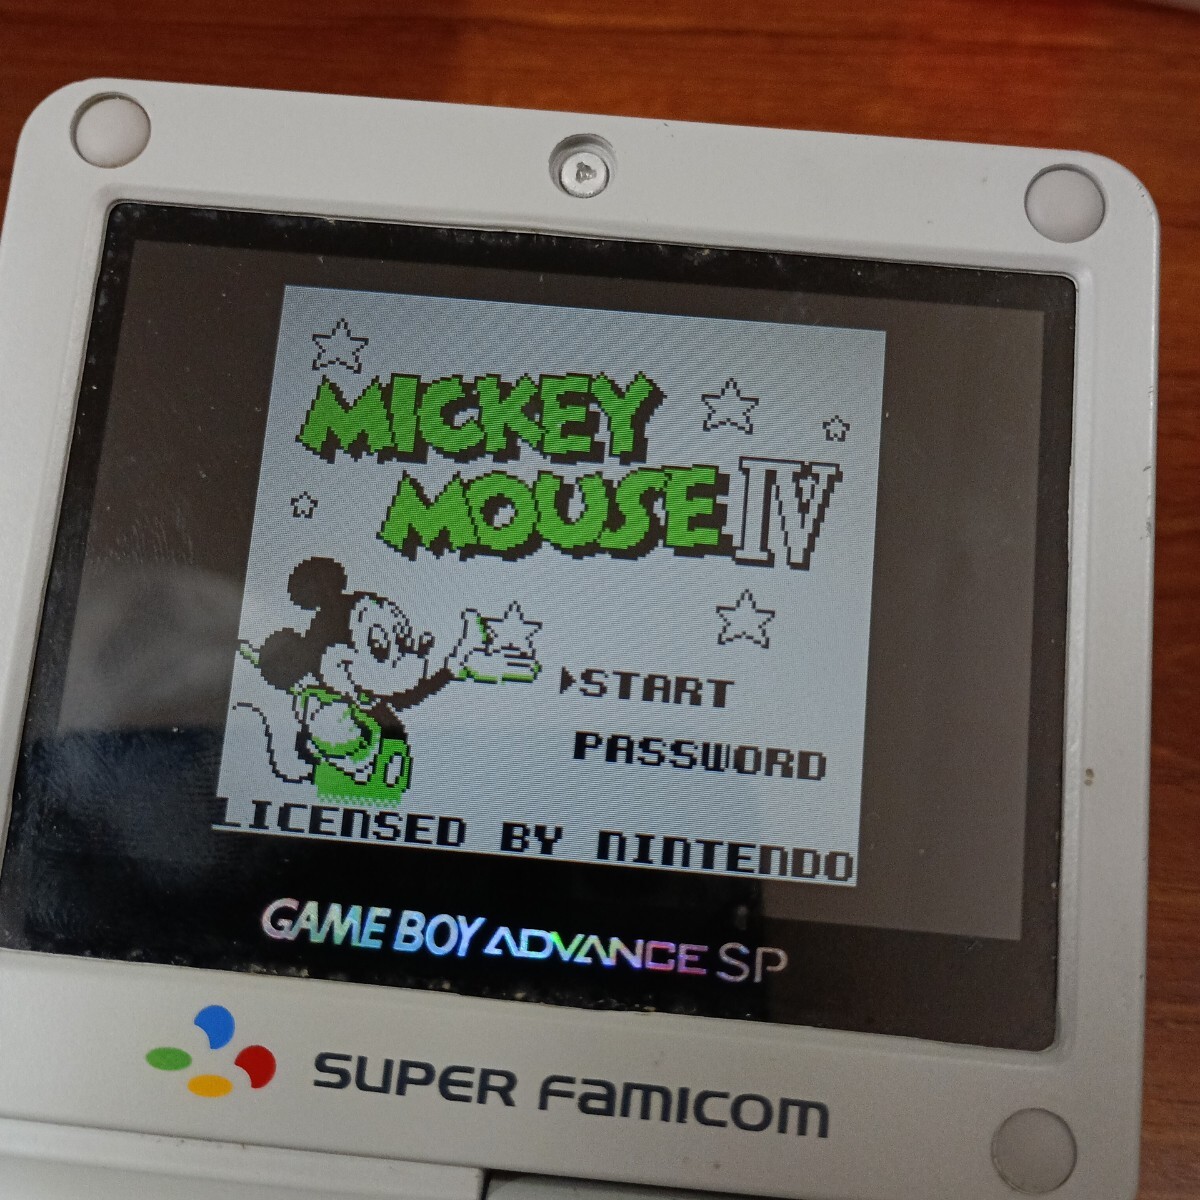 MICKEY
MOUSE IV
START
PASSWORD
LICENSED BY NINTENDO
GAME BOY ADVANCE SP
SUPER FAMICOM